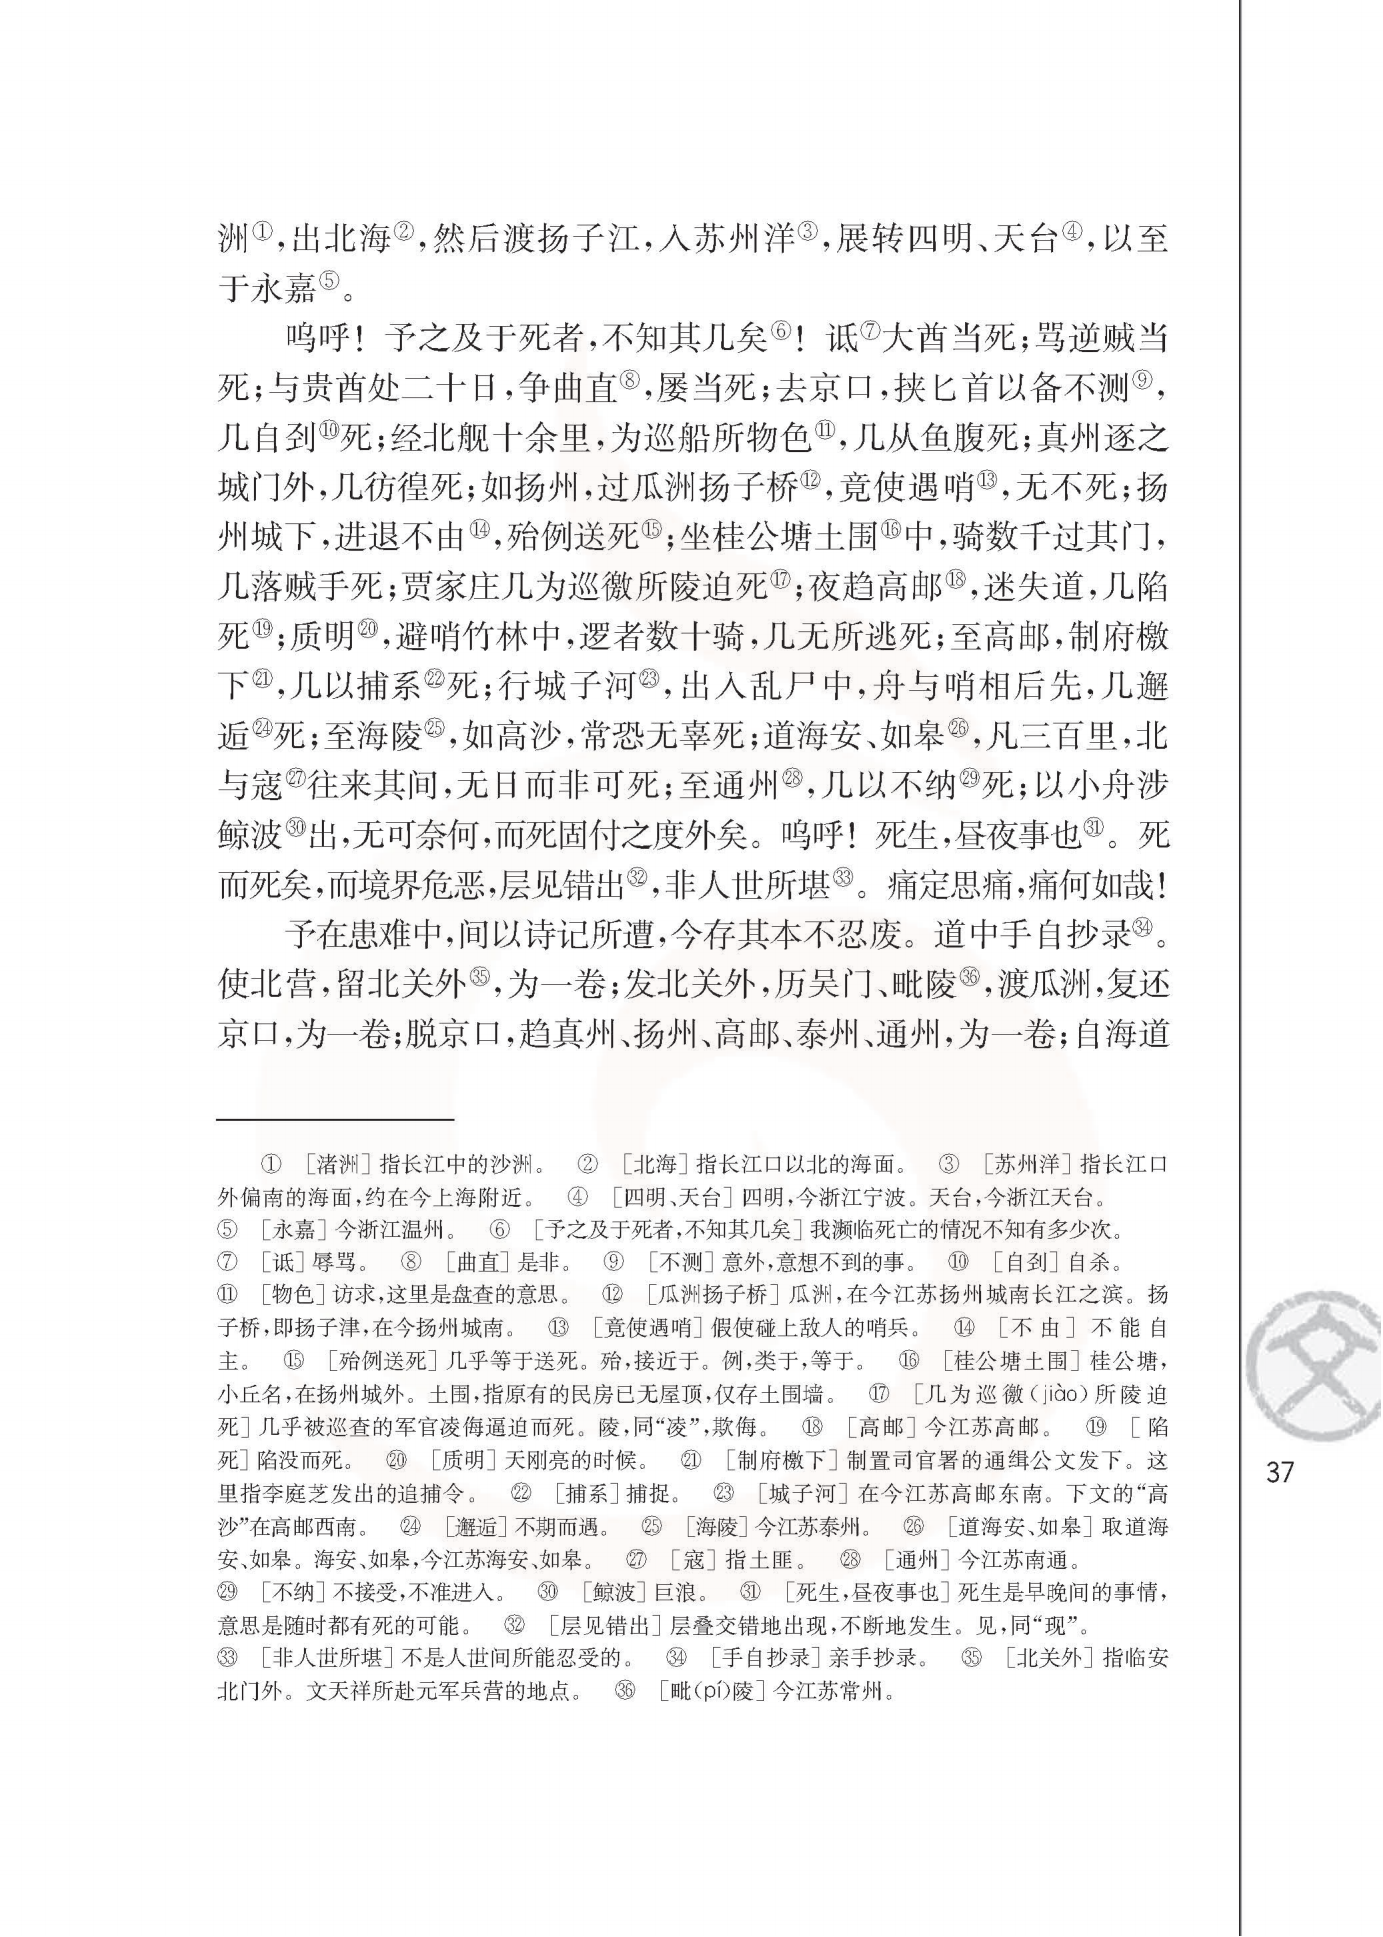 洲①,出北海②,然后渡扬子江,入苏州洋③,展转四明、天台④,以至
于永嘉⑤。
呜呼！予之及于死者,不知其几矣⑥！诋⑦大酋当死;骂逆贼当
死;与贵酋处二十日,争曲直⑧,屡当死;去京口,挟匕首以备不测⑨,
几自刭⑩死;经北舰十余里,为巡船所物色⑪,几从鱼腹死;真州逐之
城门外,几彷徨死;如扬州,过瓜洲扬子桥⑫,竟使遇哨⑬,无不死;扬
州城下,进退不由⑭,殆例送死⑮;坐桂公塘土围⑯中,骑数千过其门,
几落贼手死;贾家庄几为巡徼所陵迫死⑰;夜趋高邮⑱,迷失道,几陷
死⑲;质明⑳,避哨竹林中,逻者数十骑,几无所逃死;至高邮,制府檄
下㉑,几以捕系㉒死;行城子河㉓,出入乱尸中,舟与哨相后先,几邂
逅㉔死;至海陵㉕,如高沙,常恐无辜死;道海安、如皋㉖,凡三百里,北
与寇㉗往来其间,无日而非可死;至通州㉘,几以不纳㉙死;以小舟涉
鲸波㉚出,无可奈何,而死固付之度外矣。呜呼！死生,昼夜事也㉛。死
而死矣,而境界危恶,层见错出㉜,非人世所堪㉝。痛定思痛,痛何如哉！
予在患难中,间以诗记所遭,今存其本不忍废。道中手自抄录㉞。
使北营,留北关外㉟,为一卷;发北关外,历吴门、毗陵㊱,渡瓜洲,复还
京口,为一卷;脱京口,趋真州、扬州、高邮、泰州、通州,为一卷;自海道
① [渚洲]指长江中的沙洲。 ② [北海]指长江口以北的海面。 ③ [苏州洋]指长江口
外偏南的海面,约在今上海附近。 ④ [四明、天台]四明,今浙江宁波。天台,今浙江天台。
⑤ [永嘉]今浙江温州。 ⑥ [予之及于死者,不知其几矣]我濒临死亡的情况不知有多少次。
⑦ [诋]辱骂。 ⑧ [曲直]是非。 ⑨ [不测]意外,意想不到的事。 ⑩ [自刭]自杀。
⑪ [物色]访求,这里是盘查的意思。 ⑫ [瓜洲扬子桥]瓜洲,在今江苏扬州城南长江之滨。扬
子桥,即扬子津,在今扬州城南。 ⑬ [竟使遇哨]假使碰上敌人的哨兵。 ⑭ [不由]不能自
主。 ⑮ [殆例送死]几乎等于送死。殆,接近于。例,类于,等于。 ⑯ [桂公塘土围]桂公塘,
小丘名,在扬州城外。土围,指原有的民房已无屋顶,仅存土围墙。 ⑰ [几为巡徼(jiào)所陵迫
死]几乎被巡查的军官凌侮逼迫而死。陵,同“凌”,欺侮。 ⑱ [高邮]今江苏高邮。 ⑲ [陷
死]陷没而死。 ⑳ [质明]天刚亮的时候。 ㉑ [制府檄下]制置司官署的通缉公文发下。这
里指李庭芝发出的追捕令。 ㉒ [捕系]捕捉。 ㉓ [城子河]在今江苏高邮东南。下文的“高
沙”在高邮西南。 ㉔ [邂逅]不期而遇。 ㉕ [海陵]今江苏泰州。 ㉖ [道海安、如皋]取道海
安、如皋。海安、如皋,今江苏海安、如皋。 ㉗ [寇]指土匪。 ㉘ [通州]今江苏南通。
㉙ [不纳]不接受,不准进入。 ㉚ [鲸波]巨浪。 ㉛ [死生,昼夜事也]死生是早晚间的事情,
意思是随时都有死的可能。 ㉜ [层见错出]层叠交错地出现,不断地发生。见,同“现”。
㉝ [非人世所堪]不是人世间所能忍受的。 ㉞ [手自抄录]亲手抄录。 ㉟ [北关外]指临安
北门外。文天祥所赴元军兵营的地点。 ㊱ [毗(pí)陵]今江苏常州。
文
37